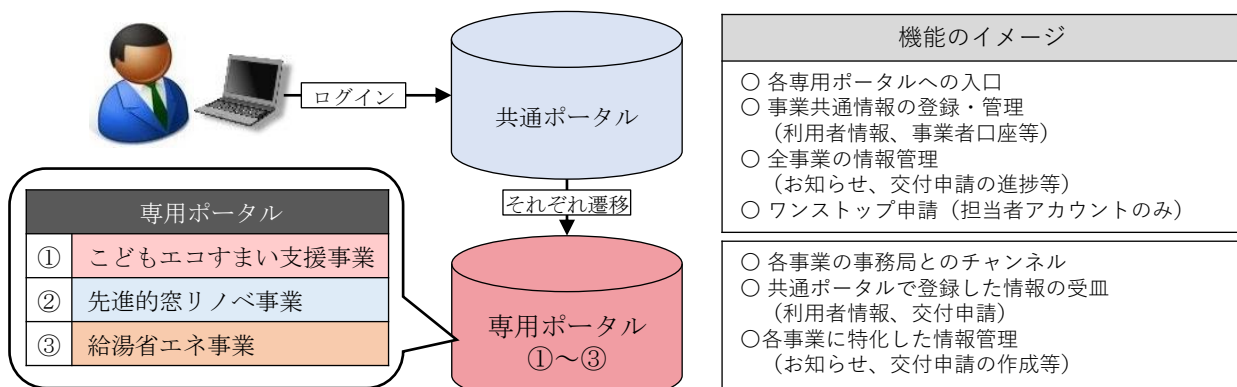 ログイン
共通ポータル
それぞれ遷移
専用ポータル
①～③
専用ポータル
① こどもエコすまい支援事業
② 先進的窓リノベ事業
③ 給湯省エネ事業
機能のイメージ
〇 各専用ポータルへの入口
〇 事業共通情報の登録・管理
（利用者情報、事業者口座等）
〇 全事業の情報管理
（お知らせ、交付申請の進捗等）
〇 ワンストップ申請（担当者アカウントのみ）
〇 各事業の事務局とのチャンネル
〇 共通ポータルで登録した情報の受皿
（利用者情報、交付申請）
〇各事業に特化した情報管理
（お知らせ、交付申請の作成等）